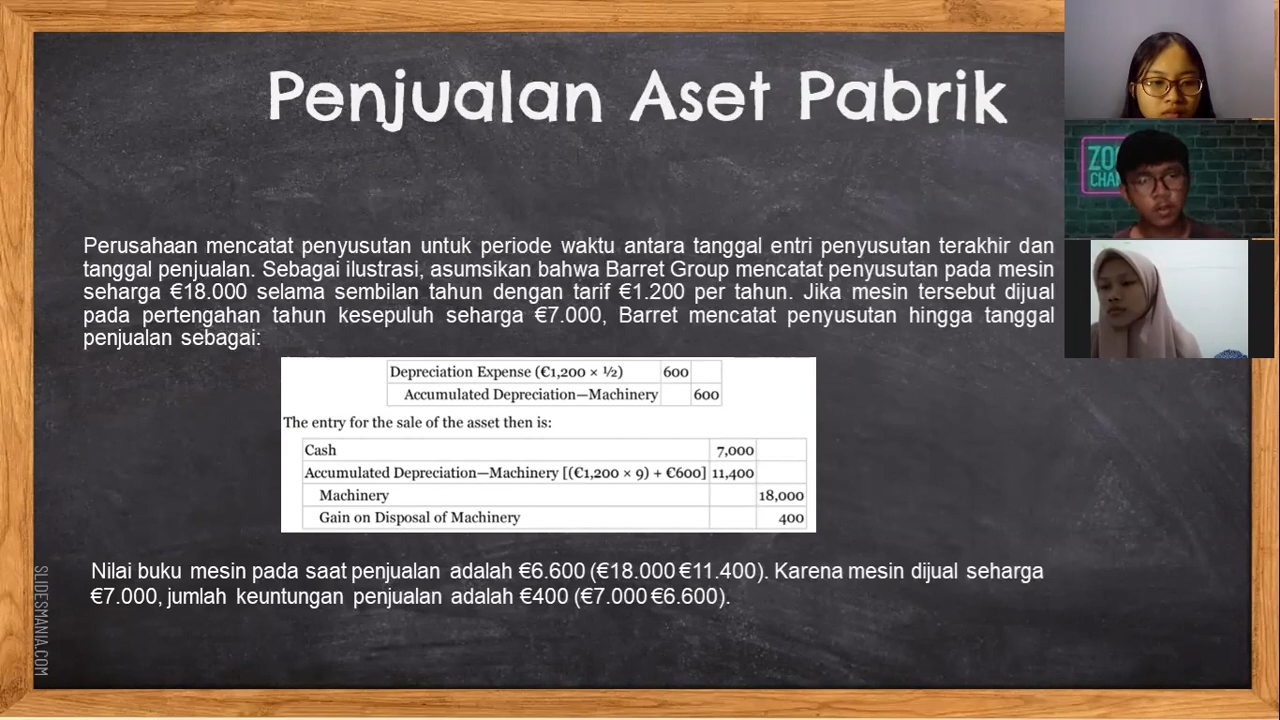 Penjualan Aset Pabrik
Perusahaan mencatat penyusutan untuk periode waktu antara tanggal entri penyusutan terakhir dan
tanggal penjualan. Sebagai ilustrasi, asumsikan bahwa Barret Group mencatat penyusutan pada mesin
seharga €18.000 selama sembilan tahun dengan tarif €1.200 per tahun. Jika mesin tersebut dijual
pada pertengahan tahun kesepuluh seharga €7.000, Barret mencatat penyusutan hingga tanggal
penjualan sebagai:
Depreciation Expense (€1,200 × ½) 600
Accumulated Depreciation—Machinery 600
The entry for the sale of the asset then is:
Cash 7,000
Accumulated Depreciation—Machinery [(€1,200 × 9) + €600] 11,400
Machinery 18,000
Gain on Disposal of Machinery 400
Nilai buku mesin pada saat penjualan adalah €6.600 (€18.000 €11.400). Karena mesin dijual seharga
€7.000, jumlah keuntungan penjualan adalah €400 (€7.000 €6.600).
SLIDESMANIA.COM